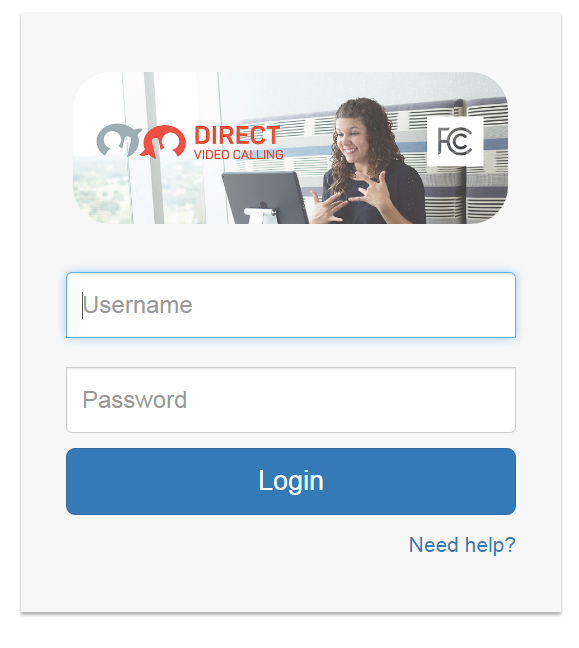 DIRECT
VIDEO CALLING
FCC
Username
Password
Login
Need help?